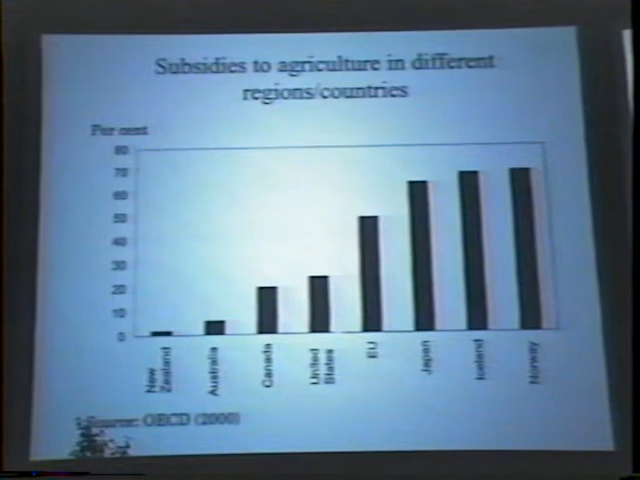 Subsidies to agriculture in different
regions/countries
Per cent
80
70
60
50
40
30
20
10
0
New Zealand
Australia
Canada
United States
EU
Japan
Iceland
Norway
Source: OECD (2000)